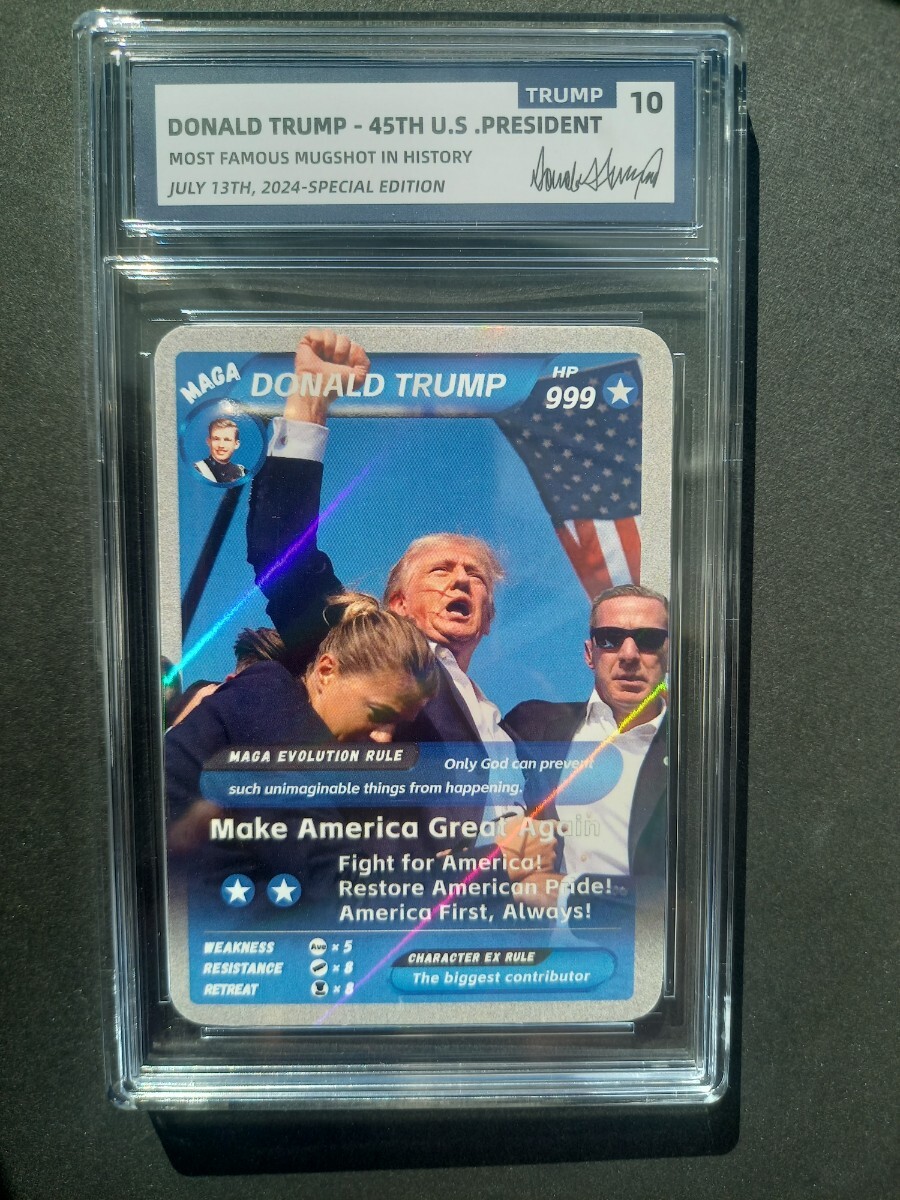 TRUMP 10
DONALD TRUMP - 45TH U.S .PRESIDENT
MOST FAMOUS MUGSHOT IN HISTORY
JULY 13TH, 2024-SPECIAL EDITION
MAGA DONALD TRUMP HP
999
MAGA EVOLUTION RULE Only God can prevent
such unimaginable things from happening.
Make America Great Again
Fight for America!
Restore American Pride!
America First, Always!
WEAKNESS Ave × 5
RESISTANCE × 8
RETREAT × 8
CHARACTER EX RULE
The biggest contributor